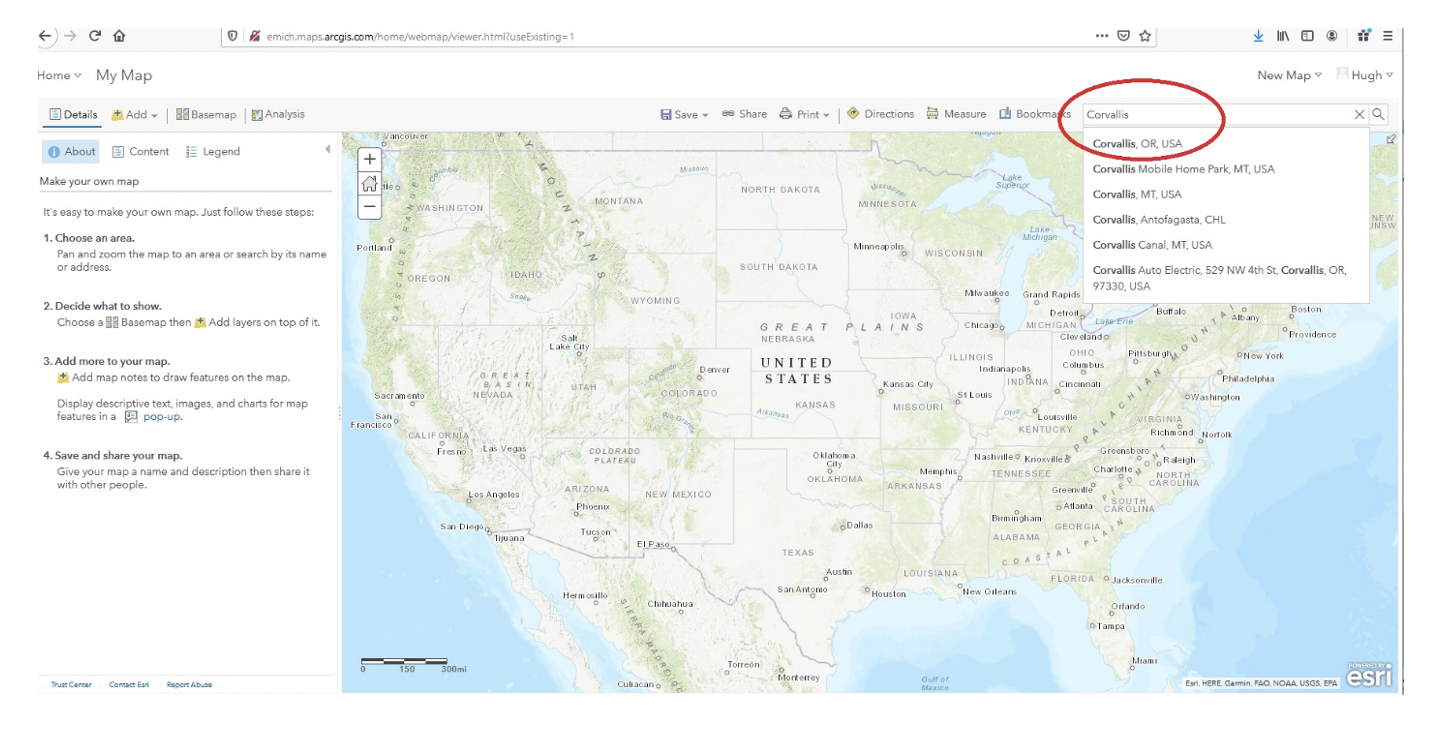 emich.maps.arcgis.com/home/webmap/viewer.html?useExisting=1
Home My Map
New Map Hugh
Details Add Basemap Analysis
Save Share Print Directions Measure Bookmarks
Corvallis
Corvallis, OR, USA
Corvallis Mobile Home Park, MT, USA
Corvallis, MT, USA
Corvallis, Antofagasta, CHL
Corvallis Canal, MT, USA
Corvallis Auto Electric, 529 NW 4th St, Corvallis, OR,
97330, USA
About Content Legend
Make your own map
It's easy to make your own map. Just follow these steps:
1. Choose an area.
Pan and zoom the map to an area or search by its name
or address.
2. Decide what to show.
Choose a Basemap then Add layers on top of it.
3. Add more to your map.
Add map notes to draw features on the map.
Display descriptive text, images, and charts for map
features in a pop-up.
4. Save and share your map.
Give your map a name and description then share it
with other people.
Trust Center Contact Esri Report Abuse
Vancouver
Columbia
Missouri
Mississippi
Lake
Superior
NORTH DAKOTA
MONTANA
MINNESOTA
WASHINGTON
CASCADE
MOUNTAINS
Lake
Michigan
NEW
Portland
Minneapolis
WISCONSIN
SOUTH DAKOTA
OREGON
IDAHO
Snake
WYOMING
Milwaukee Grand Rapids
Detroit
Buffalo
Albany
Boston
Lake Erie
IOWA
Chicago
MICHIGAN
Providence
GREAT PLAINS
NEBRASKA
Cleveland
Salt
Lake City
ILLINOIS
OHIO
Pittsburgh
New York
UNITED
STATES
Denver
Indianapolis
Columbus
Philadelphia
GREAT
BASIN
NEVADA
UTAH
COLORADO
Kansas City
INDIANA
Cincinnati
Washington
Sacramento
KANSAS
MISSOURI
St Louis
Ohio
Louisville
VIRGINIA
Arkansas
Rio Grande
San
Francisco
KENTUCKY
Richmond
Norfolk
APPALACHIAN MOUNT
CALIFORNIA
Fresno
Las Vegas
COLORADO
PLATEAU
Oklahoma
City
Nashville
Knoxville
Greensboro
Raleigh
Memphis
TENNESSEE
Charlotte
NORTH
CAROLINA
OKLAHOMA
ARKANSAS
Los Angeles
ARIZONA
NEW MEXICO
Greenville
PIED
SOUTH
CAROLINA
Phoenix
Atlanta
Birmingham
San Diego
Tijuana
Tucson
Dallas
GEORGIA
ALABAMA
El Paso
TEXAS
COASTAL PLAIN
Austin
LOUISIANA
FLORIDA
Jacksonville
San Antonio
Houston
New Orleans
Hermosillo
Chihuahua
Orlando
Tampa
SIERRA MADRE
0 150 300mi
Torreón
Miami
Culiacan
Monterrey
Gulf of
Mexico
Esri, HERE, Garmin, FAO, NOAA, USGS, EPA
POWERED BY
esri